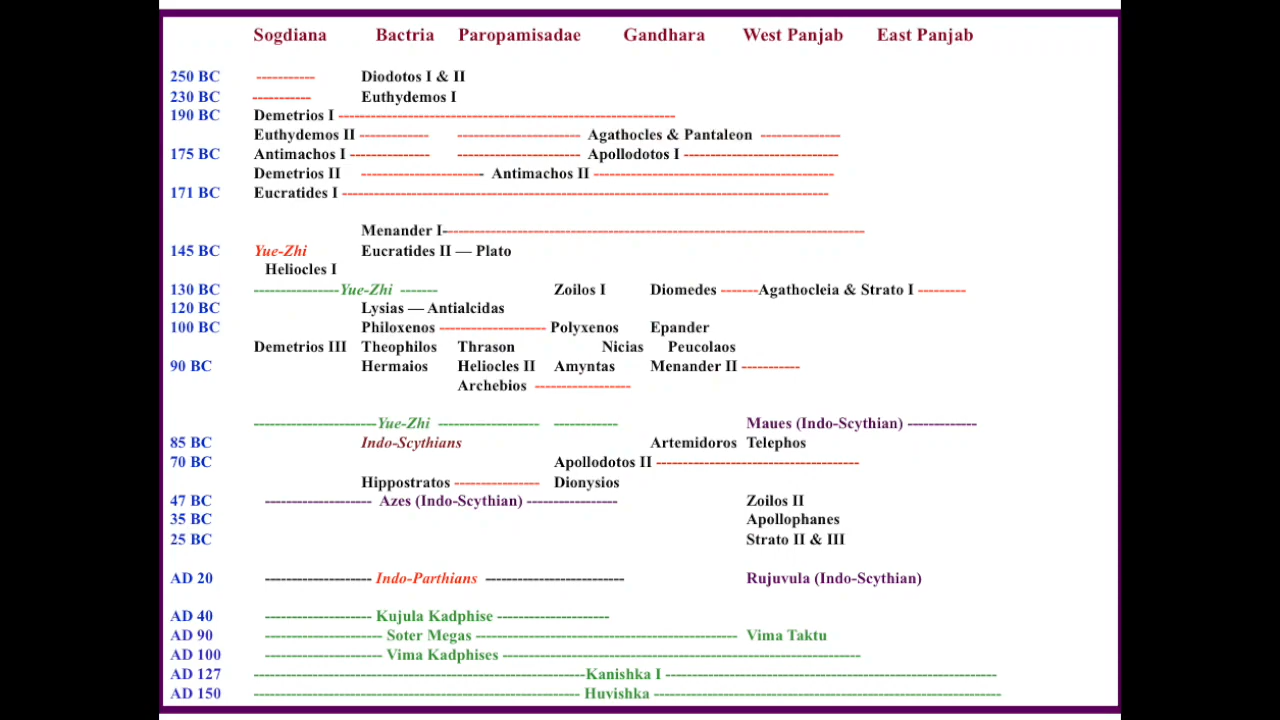 Sogdiana Bactria Paropamisadae Gandhara West Panjab East Panjab
250 BC ----------- Diodotos I & II
230 BC ----------- Euthydemos I
190 BC Demetrios I ----------------------------------------------------------------
Euthydemos II ------------- ----------------------- Agathocles & Pantaleon ---------------
175 BC Antimachos I --------------- ----------------------- Apollodotos I -----------------------------
Demetrios II ----------------------- Antimachos II ---------------------------------------------
171 BC Eucratides I ---------------------------------------------------------------------------------------------
Menander I--------------------------------------------------------------------------------
145 BC Yue-Zhi Eucratides II — Plato
Heliocles I
130 BC ----------------Yue-Zhi ------- Zoilos I Diomedes -------Agathocleia & Strato I ---------
120 BC Lysias — Antialcidas
100 BC Philoxenos -------------------- Polyxenos Epander
Demetrios III Theophilos Thrason Nicias Peucolaos
90 BC Hermaios Heliocles II Amyntas Menander II -----------
Archebios ------------------
-----------------------Yue-Zhi ------------------- ------------ Maues (Indo-Scythian) -------------
85 BC Indo-Scythians Artemidoros Telephos
70 BC Apollodotos II --------------------------------------
Hippostratos ---------------- Dionysios
47 BC -------------------- Azes (Indo-Scythian) ----------------- Zoilos II
35 BC Apollophanes
25 BC Strato II & III
AD 20 -------------------- Indo-Parthians -------------------------- Rujuvula (Indo-Scythian)
AD 40 -------------------- Kujula Kadphise ---------------------
AD 90 ---------------------- Soter Megas ------------------------------------------------- Vima Taktu
AD 100 ---------------------- Vima Kadphises -------------------------------------------------------------------
AD 127 --------------------------------------------------------------Kanishka I --------------------------------------------------------------
AD 150 ------------------------------------------------------------- Huvishka -----------------------------------------------------------------